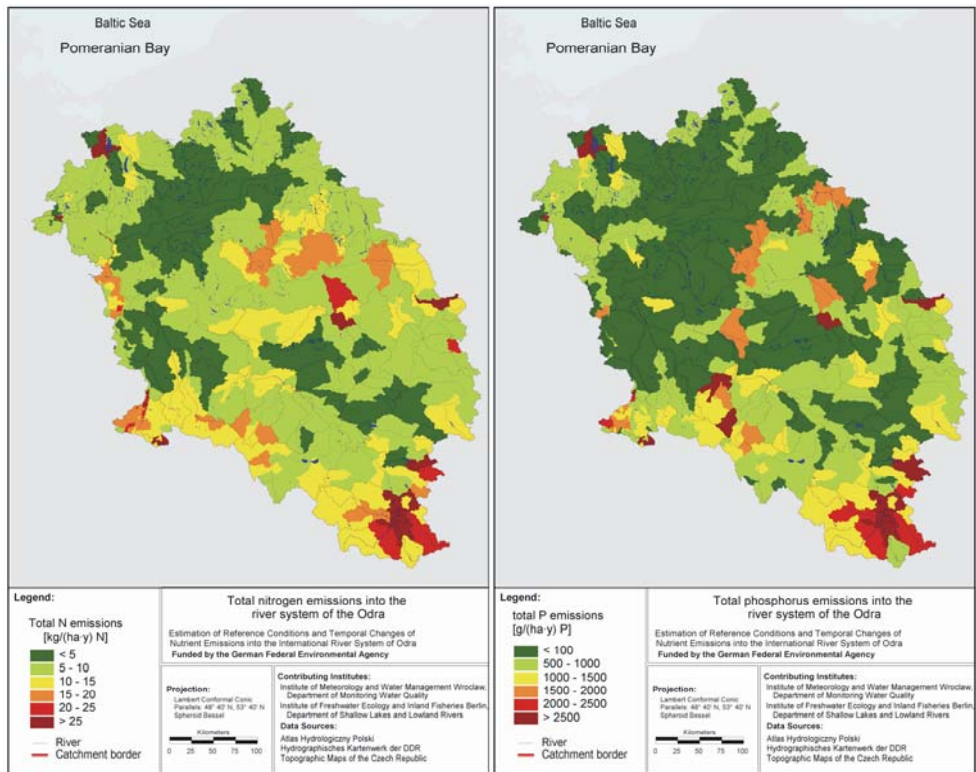 Baltic Sea
Pomeranian Bay
Legend:
Total N emissions
[kg/(ha·y) N]
< 5
5 - 10
10 - 15
15 - 20
20 - 25
> 25
River
Catchment border
Total nitrogen emissions into the
river system of the Odra
Estimation of Reference Conditions and Temporal Changes of
Nutrient Emissions into the International River System of Odra
Funded by the German Federal Environmental Agency
Projection:
Lambert Conformal Conic
Parallels: 48° 40' N, 53° 40' N
Spheroid Bessel
Kilometers
0 25 50 75 100
Contributing Institutes:
Institute of Meteorology and Water Management Wroclaw,
Department of Monitoring Water Quality
Institute of Freshwater Ecology and Inland Fisheries Berlin,
Department of Shallow Lakes and Lowland Rivers
Data Sources:
Atlas Hydrologiczny Polski
Hydrographisches Kartenwerk der DDR
Topographic Maps of the Czech Republic
Baltic Sea
Pomeranian Bay
Legend:
total P emissions
[g/(ha·y) P]
< 100
500 - 1000
1000 - 1500
1500 - 2000
2000 - 2500
> 2500
River
Catchment border
Total phosphorus emissions into the
river system of the Odra
Estimation of Reference Conditions and Temporal Changes of
Nutrient Emissions into the International River System of Odra
Funded by the German Federal Environmental Agency
Projection:
Lambert Conformal Conic
Parallels: 48° 40' N, 53° 40' N
Spheroid Bessel
Kilometers
0 25 50 75 100
Contributing Institutes:
Institute of Meteorology and Water Management Wroclaw,
Department of Monitoring Water Quality
Institute of Freshwater Ecology and Inland Fisheries Berlin,
Department of Shallow Lakes and Lowland Rivers
Data Sources:
Atlas Hydrologiczny Polski
Hydrographisches Kartenwerk der DDR
Topographic Maps of the Czech Republic